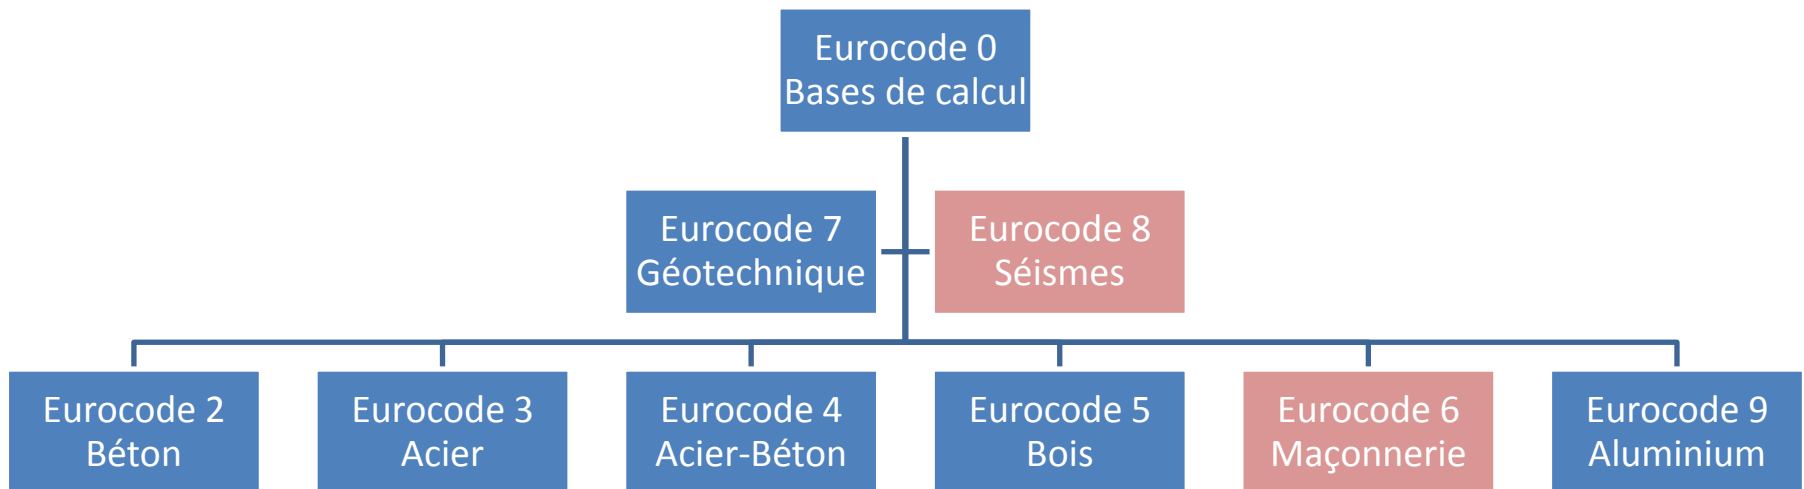 Eurocode 0
Bases de calcul
Eurocode 7
Géotechnique
Eurocode 8
Séismes
Eurocode 2
Béton
Eurocode 3
Acier
Eurocode 4
Acier-Béton
Eurocode 5
Bois
Eurocode 6
Maçonnerie
Eurocode 9
Aluminium